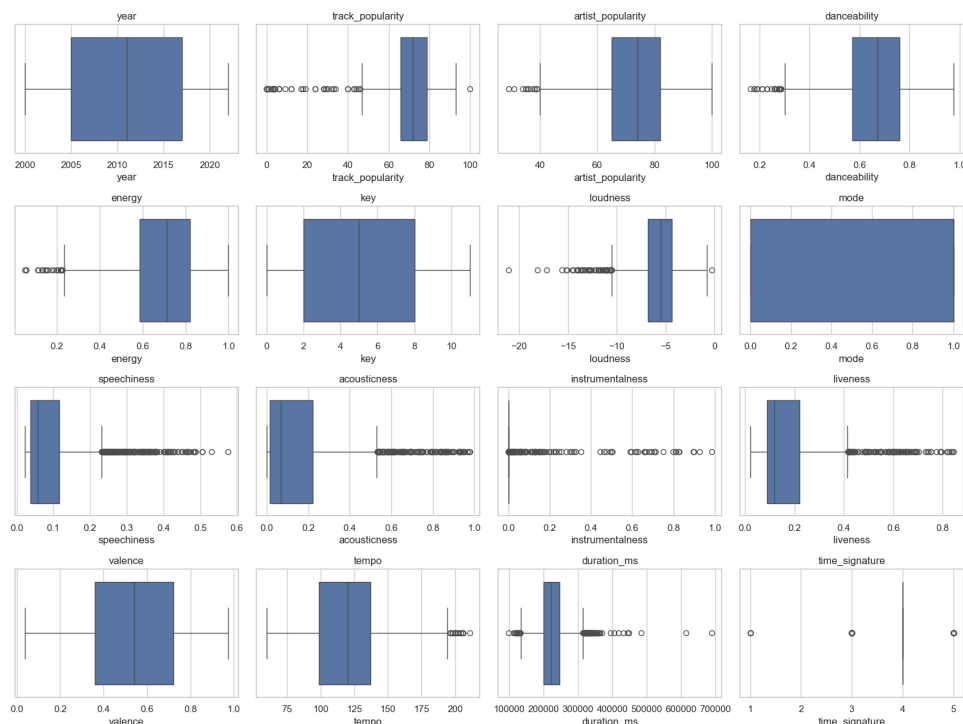 year track_popularity artist_popularity danceability
2000 2005 2010 2015 2020 0 20 40 60 80 100 40 60 80 100 0.2 0.4 0.6 0.8 1.0
year track_popularity artist_popularity danceability
energy key loudness mode
0.2 0.4 0.6 0.8 1.0 0 2 4 6 8 10 −20 −15 −10 −5 0 0.0 0.2 0.4 0.6 0.8 1.0
energy key loudness mode
speechiness acousticness instrumentalness liveness
0.0 0.1 0.2 0.3 0.4 0.5 0.6 0.0 0.2 0.4 0.6 0.8 1.0 0.0 0.2 0.4 0.6 0.8 1.0 0.0 0.2 0.4 0.6 0.8
speechiness acousticness instrumentalness liveness
valence tempo duration_ms time_signature
0.0 0.2 0.4 0.6 0.8 1.0 75 100 125 150 175 200 100000 200000 300000 400000 500000 600000 700000 1 2 3 4 5
valence tempo duration_ms time_signature